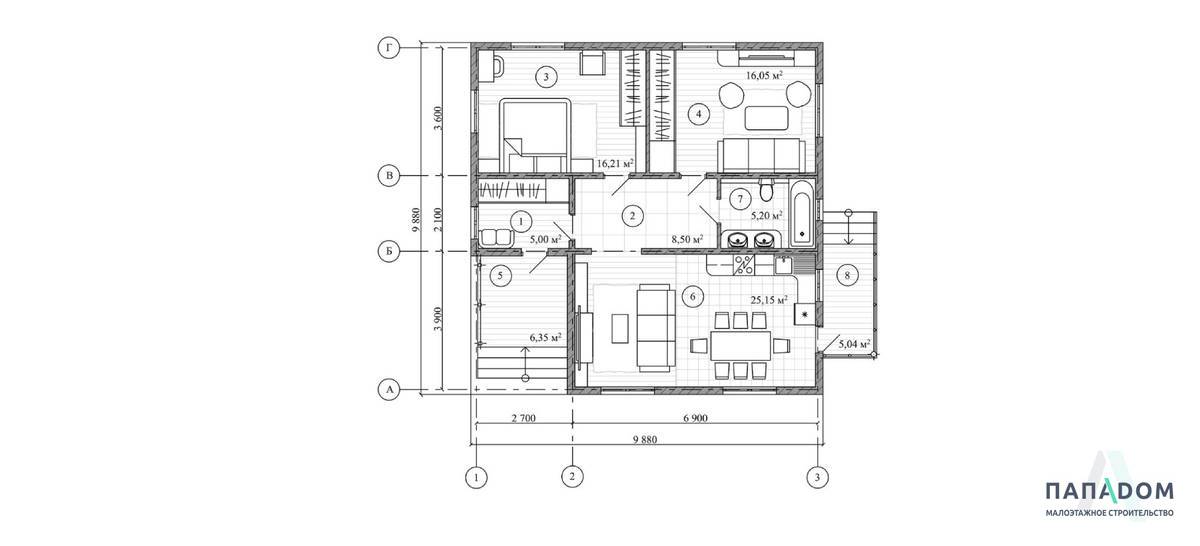 Г
3
4
16,05 м²
3 600
16,21 м²
В
9 880
2 100
1
2
7
5,20 м²
5,00 м²
8,50 м²
Б
5
6
8
25,15 м²
3 900
6,35 м²
5,04 м²
А
2 700
6 900
9 880
1
2
3
ПАПАDОМ
МАЛОЭТАЖНОЕ СТРОИТЕЛЬСТВО